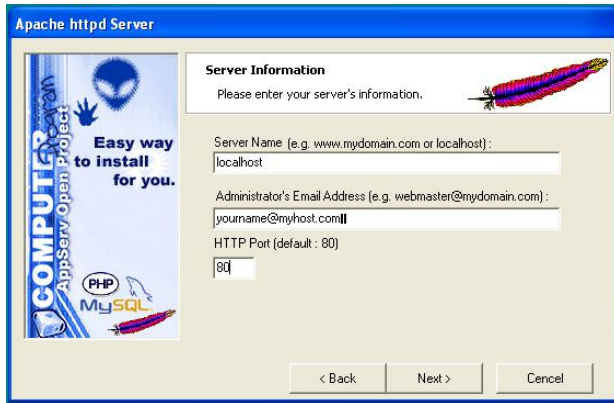 Apache httpd Server
COMPUTER
Program
AppServ Open Project
Easy way
to install
for you.
PHP
MySQL
Server Information
Please enter your server's information.
Server Name (e.g. www.mydomain.com or localhost) :
localhost
Administrator's Email Address (e.g. webmaster@mydomain.com) :
yourname@myhost.com
HTTP Port (default : 80)
80
< Back
Next >
Cencel